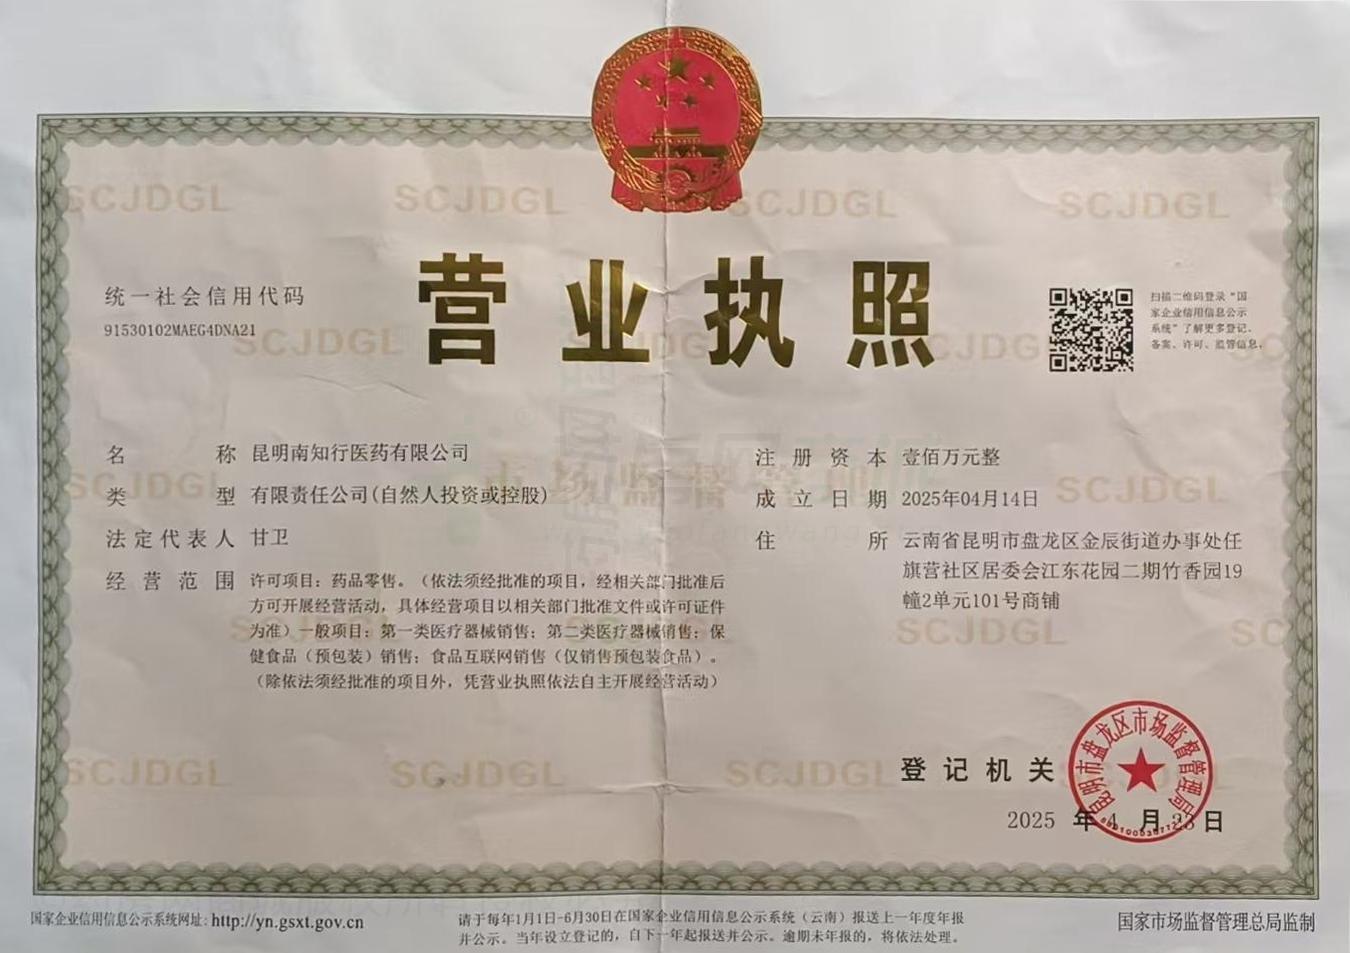 营业执照
统一社会信用代码
91530102MAEG4DNA21
扫描二维码登录“国
家企业信用信息公示
系统”了解更多登记、
备案、许可、监管信息。
名称 昆明南知行医药有限公司
类型 有限责任公司(自然人投资或控股)
法定代表人 甘卫
经营范围 许可项目：药品零售。（依法须经批准的项目，经相关部门批准后
方可开展经营活动，具体经营项目以相关部门批准文件或许可证件
为准）一般项目：第一类医疗器械销售；第二类医疗器械销售；保
健食品（预包装）销售；食品互联网销售（仅销售预包装食品）。
（除依法须经批准的项目外，凭营业执照依法自主开展经营活动）
注册资本 壹佰万元整
成立日期 2025年04月14日
住所 云南省昆明市盘龙区金辰街道办事处任
旗营社区居委会江东花园二期竹香园19
幢2单元101号商铺
登记机关
昆明市盘龙区市场监督管理局
2025 年 4 月 23 日
国家企业信用信息公示系统网址：http://yn.gsxt.gov.cn
请于每年1月1日-6月30日在国家企业信用信息公示系统（云南）报送上一年度年报
并公示。当年设立登记的，自下一年起报送并公示。逾期未年报的，将依法处理。
国家市场监督管理总局监制
SCJDGL